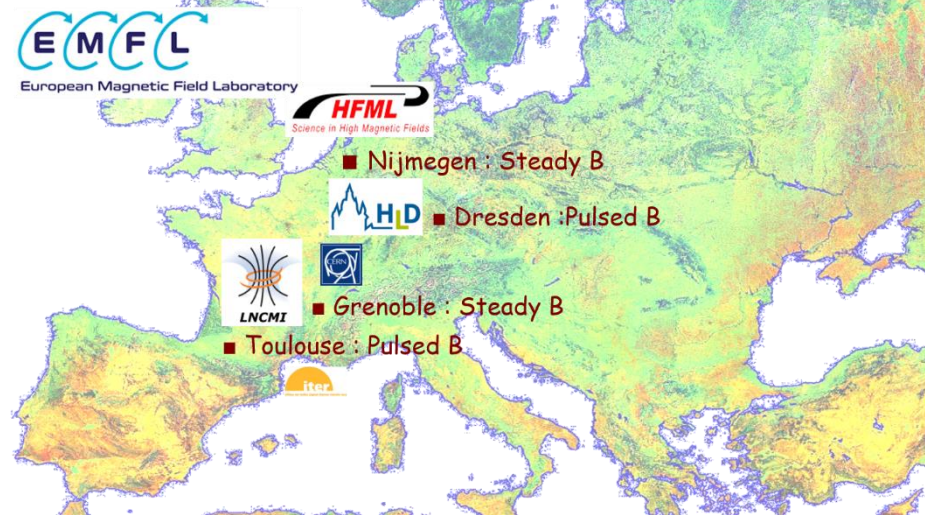 EMFL
European Magnetic Field Laboratory
HFML
Science in High Magnetic Fields
■ Nijmegen : Steady B
HLD
■ Dresden :Pulsed B
CERN
LNCMI
■ Grenoble : Steady B
■ Toulouse : Pulsed B
iter